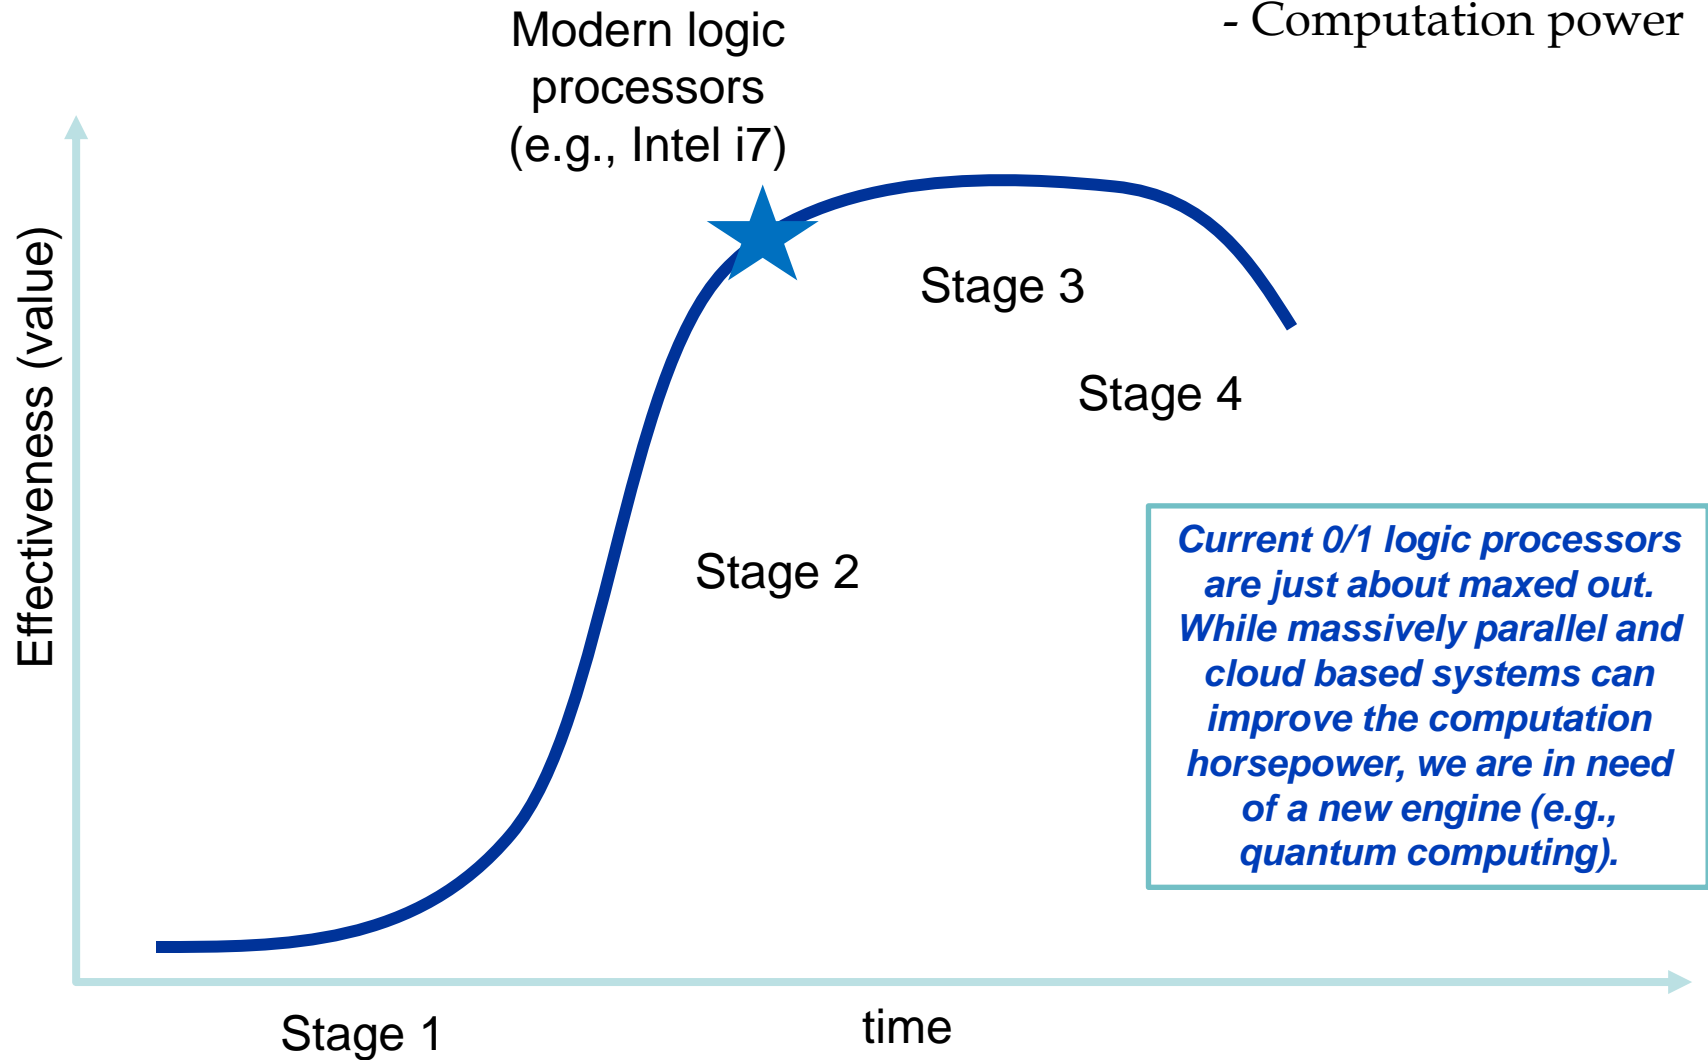 - Computation power
Modern logic
processors
(e.g., Intel i7)
Effectiveness (value)
Stage 3
Stage 4
Stage 2
Current 0/1 logic processors
are just about maxed out.
While massively parallel and
cloud based systems can
improve the computation
horsepower, we are in need
of a new engine (e.g.,
quantum computing).
Stage 1
time